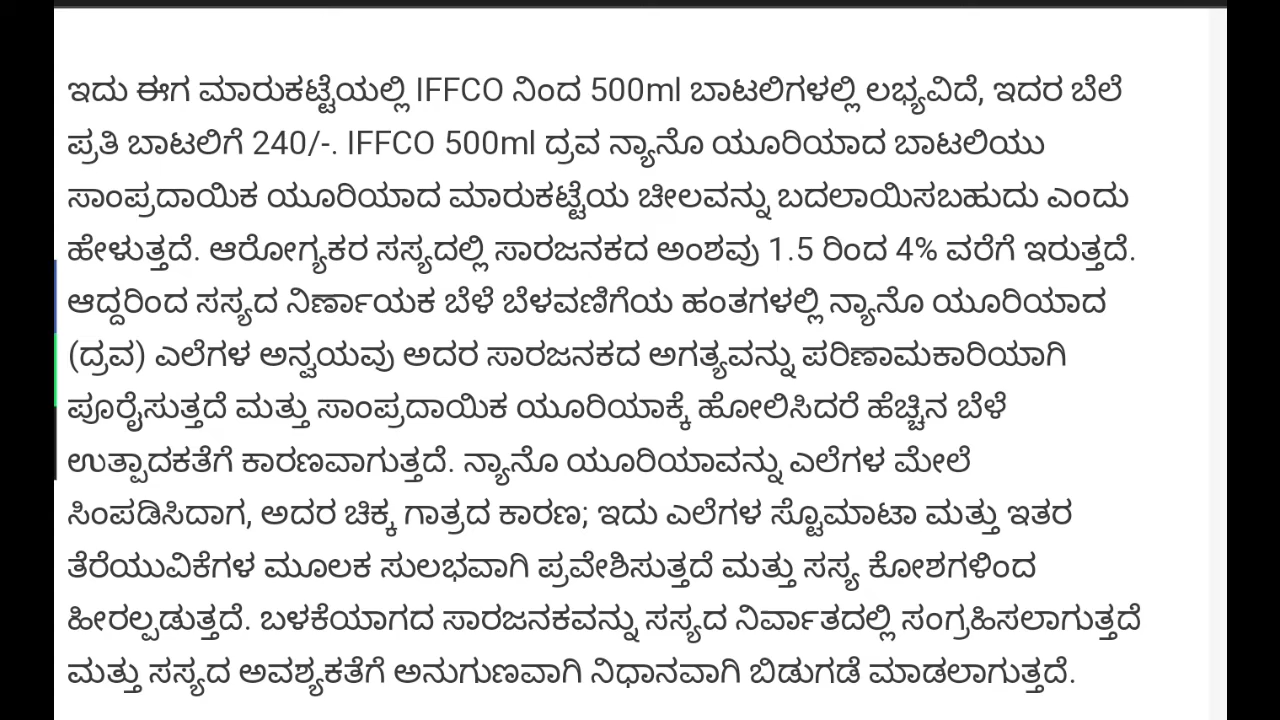 ಇದು ಈಗ ಮಾರುಕಟ್ಟೆಯಲ್ಲಿ IFFCO ನಿಂದ 500ml ಬಾಟಲಿಗಳಲ್ಲಿ ಲಭ್ಯವಿದೆ, ಇದರ ಬೆಲೆ
ಪ್ರತಿ ಬಾಟಲಿಗೆ 240/-. IFFCO 500ml ದ್ರವ ನ್ಯಾನೊ ಯೂರಿಯಾದ ಬಾಟಲಿಯು
ಸಾಂಪ್ರದಾಯಿಕ ಯೂರಿಯಾದ ಮಾರುಕಟ್ಟೆಯ ಚೀಲವನ್ನು ಬದಲಾಯಿಸಬಹುದು ಎಂದು
ಹೇಳುತ್ತದೆ. ಆರೋಗ್ಯಕರ ಸಸ್ಯದಲ್ಲಿ ಸಾರಜನಕದ ಅಂಶವು 1.5 ರಿಂದ 4% ವರೆಗೆ ಇರುತ್ತದೆ.
ಆದ್ದರಿಂದ ಸಸ್ಯದ ನಿರ್ಣಾಯಕ ಬೆಳೆ ಬೆಳವಣಿಗೆಯ ಹಂತಗಳಲ್ಲಿ ನ್ಯಾನೊ ಯೂರಿಯಾದ
(ದ್ರವ) ಎಲೆಗಳ ಅನ್ವಯವು ಅದರ ಸಾರಜನಕದ ಅಗತ್ಯವನ್ನು ಪರಿಣಾಮಕಾರಿಯಾಗಿ
ಪೂರೈಸುತ್ತದೆ ಮತ್ತು ಸಾಂಪ್ರದಾಯಿಕ ಯೂರಿಯಾಕ್ಕೆ ಹೋಲಿಸಿದರೆ ಹೆಚ್ಚಿನ ಬೆಳೆ
ಉತ್ಪಾದಕತೆಗೆ ಕಾರಣವಾಗುತ್ತದೆ. ನ್ಯಾನೊ ಯೂರಿಯಾವನ್ನು ಎಲೆಗಳ ಮೇಲೆ
ಸಿಂಪಡಿಸಿದಾಗ, ಅದರ ಚಿಕ್ಕ ಗಾತ್ರದ ಕಾರಣ; ಇದು ಎಲೆಗಳ ಸ್ಟೊಮಾಟಾ ಮತ್ತು ಇತರ
ತೆರೆಯುವಿಕೆಗಳ ಮೂಲಕ ಸುಲಭವಾಗಿ ಪ್ರವೇಶಿಸುತ್ತದೆ ಮತ್ತು ಸಸ್ಯ ಕೋಶಗಳಿಂದ
ಹೀರಲ್ಪಡುತ್ತದೆ. ಬಳಕೆಯಾಗದ ಸಾರಜನಕವನ್ನು ಸಸ್ಯದ ನಿರ್ವಾತದಲ್ಲಿ ಸಂಗ್ರಹಿಸಲಾಗುತ್ತದೆ
ಮತ್ತು ಸಸ್ಯದ ಅವಶ್ಯಕತೆಗೆ ಅನುಗುಣವಾಗಿ ನಿಧಾನವಾಗಿ ಬಿಡುಗಡೆ ಮಾಡಲಾಗುತ್ತದೆ.